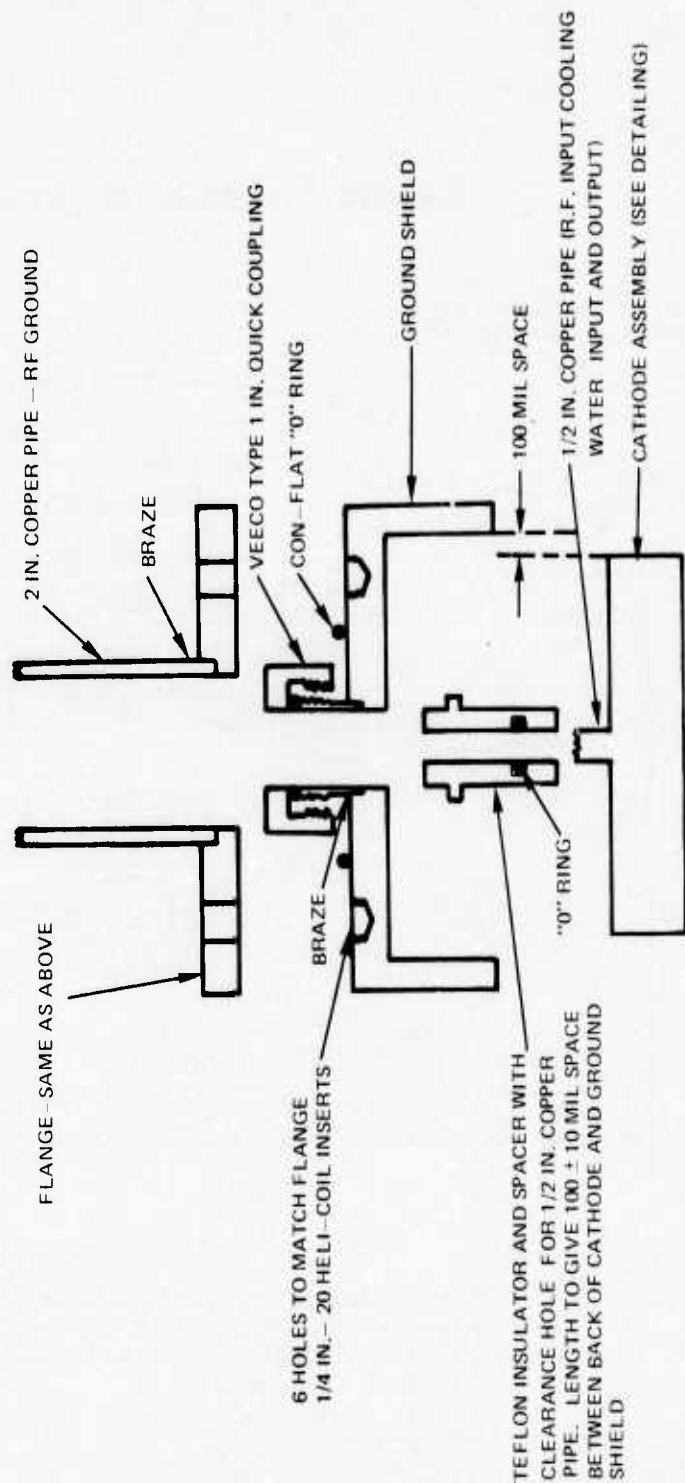 FLANGE – SAME AS ABOVE
2 IN. COPPER PIPE – RF GROUND
BRAZE
VEECO TYPE 1 IN. QUICK COUPLING
CON–FLAT "O" RING
GROUND SHIELD
6 HOLES TO MATCH FLANGE
1/4 IN. – 20 HELI–COIL INSERTS
BRAZE
100 MIL SPACE
TEFLON INSULATOR AND SPACER WITH
CLEARANCE HOLE FOR 1/2 IN. COPPER
PIPE. LENGTH TO GIVE 100 ± 10 MIL SPACE
BETWEEN BACK OF CATHODE AND GROUND
SHIELD
"O" RING
1/2 IN. COPPER PIPE (R.F. INPUT COOLING
WATER INPUT AND OUTPUT)
CATHODE ASSEMBLY (SEE DETAILING)